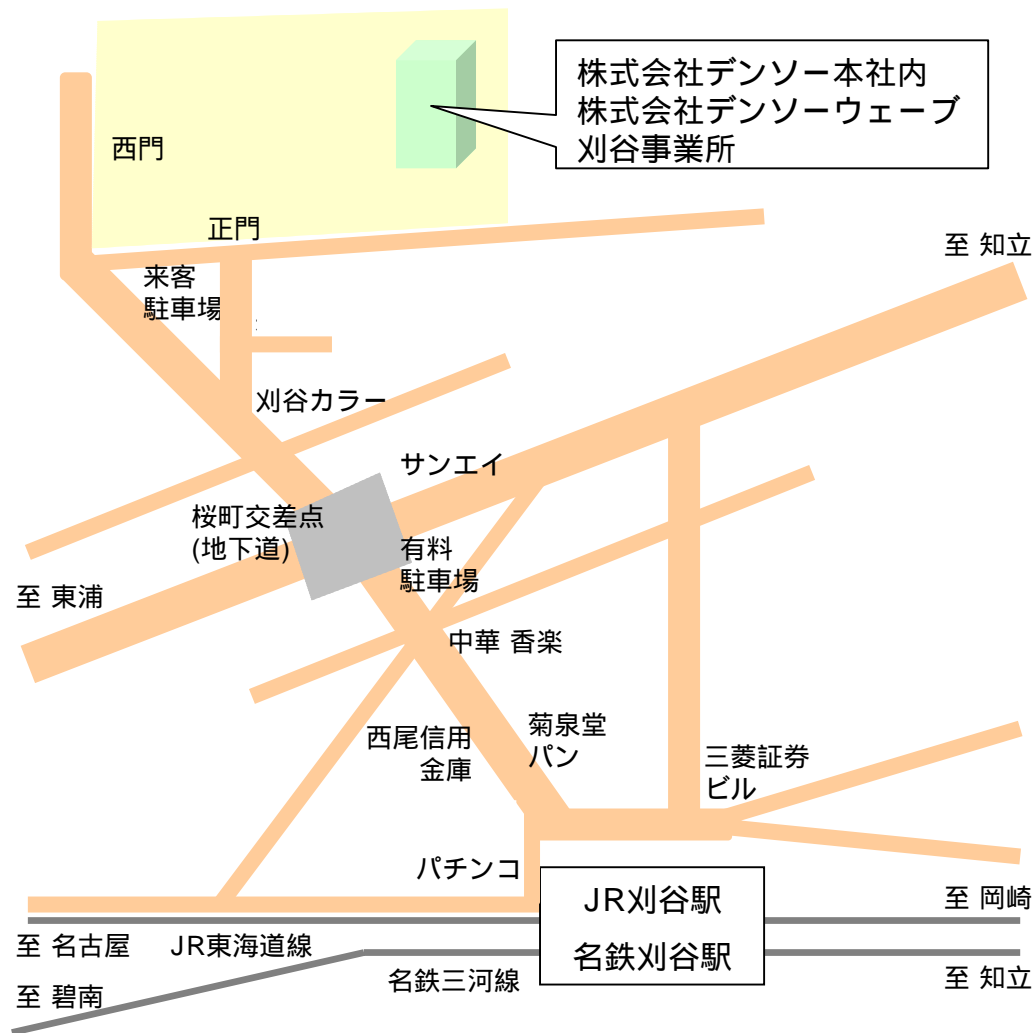 株式会社デンソー本社内
株式会社デンソーウェーブ
刈谷事業所
西門
正門
至 知立
来客
駐車場
刈谷カラー
サンエイ
桜町交差点
(地下道)
有料
駐車場
至 東浦
中華 香楽
菊泉堂
パン
西尾信用
金庫
三菱証券
ビル
パチンコ
JR刈谷駅
至 岡崎
至 名古屋
JR東海道線
名鉄刈谷駅
名鉄三河線
至 知立
至 碧南